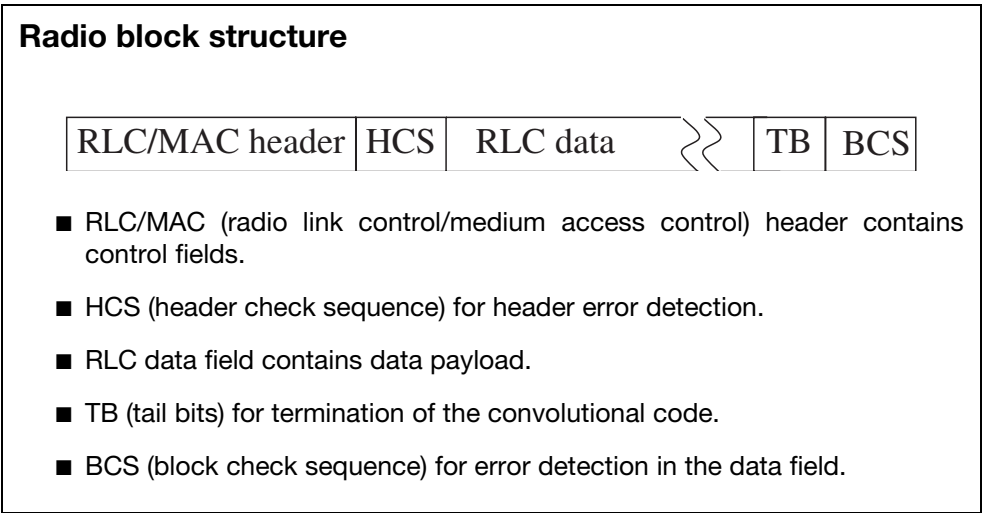 Radio block structure
RLC/MAC header HCS RLC data TB BCS
■ RLC/MAC (radio link control/medium access control) header contains
control fields.
■ HCS (header check sequence) for header error detection.
■ RLC data field contains data payload.
■ TB (tail bits) for termination of the convolutional code.
■ BCS (block check sequence) for error detection in the data field.